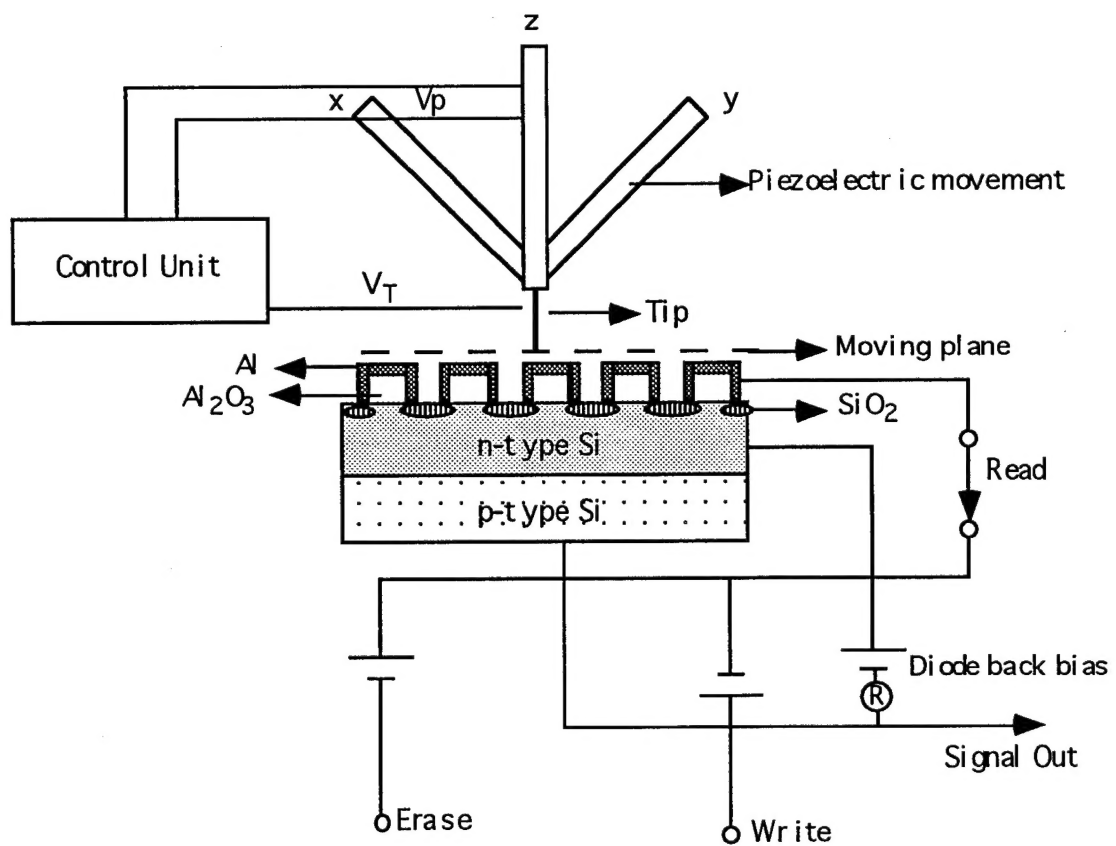 z
x
Vp
y
Piezoelectric movement
Control Unit
V_T
Tip
Moving plane
Al
Al₂O₃
SiO₂
n-type Si
p-type Si
Read
Diode back bias
R
Signal Out
Erase
Write